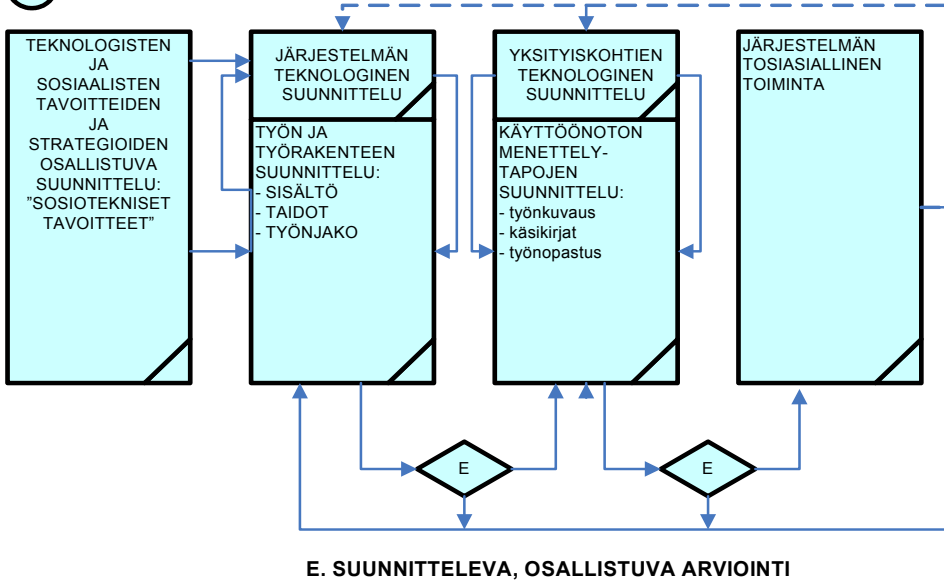 TEKNOLOGISTEN
JA
SOSIAALISTEN
TAVOITTEIDEN
JA
STRATEGIOIDEN
OSALLISTUVA
SUUNNITTELU:
”SOSIOTEKNISET
TAVOITTEET”
JÄRJESTELMÄN
TEKNOLOGINEN
SUUNNITTELU
TYÖN JA
TYÖRAKENTEEN
SUUNNITTELU:
- SISÄLTÖ
- TAIDOT
- TYÖNJAKO
YKSITYISKOHTIEN
TEKNOLOGINEN
SUUNNITTELU
KÄYTTÖÖNOTON
MENETTELY-
TAPOJEN
SUUNNITTELU:
- työnkuvaus
- käsikirjat
- työnopastus
JÄRJESTELMÄN
TOSIASIALLINEN
TOIMINTA
E
E
E. SUUNNITTELEVA, OSALLISTUVA ARVIOINTI